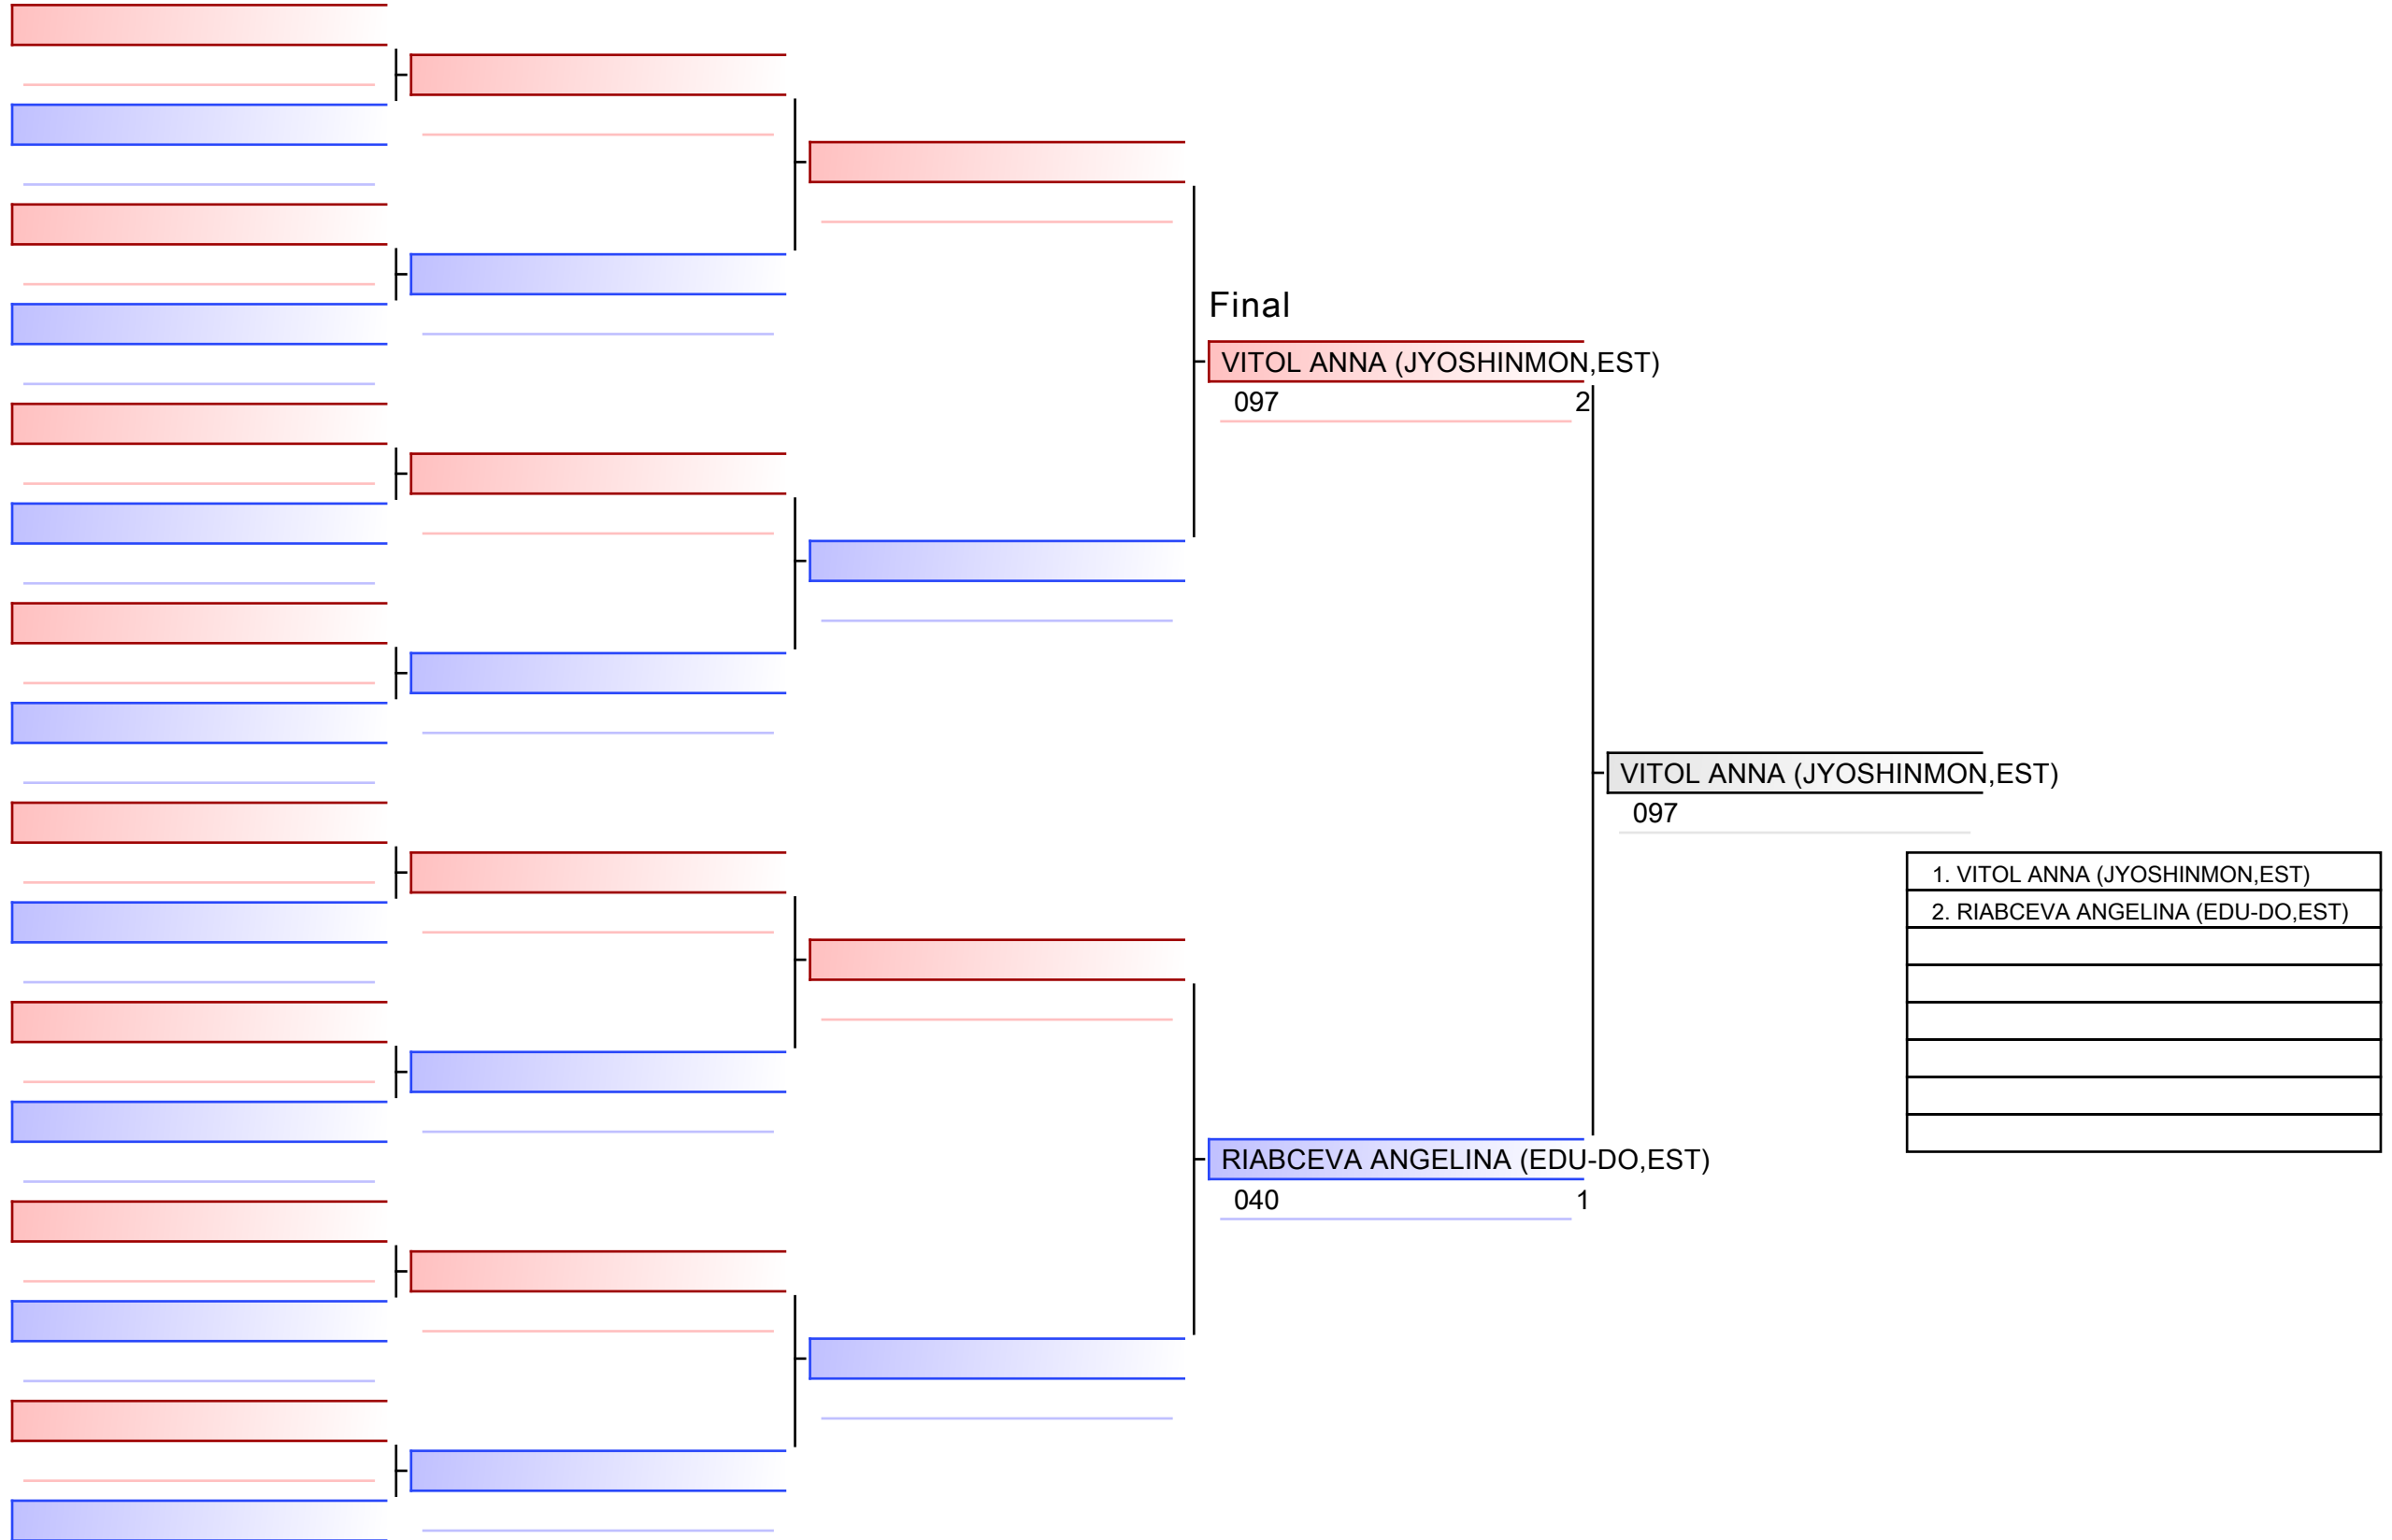 Final
VITOL ANNA (JYOSHINMON,EST)
097 2
VITOL ANNA (JYOSHINMON,EST)
097
1. VITOL ANNA (JYOSHINMON,EST)
2. RIABCEVA ANGELINA (EDU-DO,EST)
RIABCEVA ANGELINA (EDU-DO,EST)
040 1